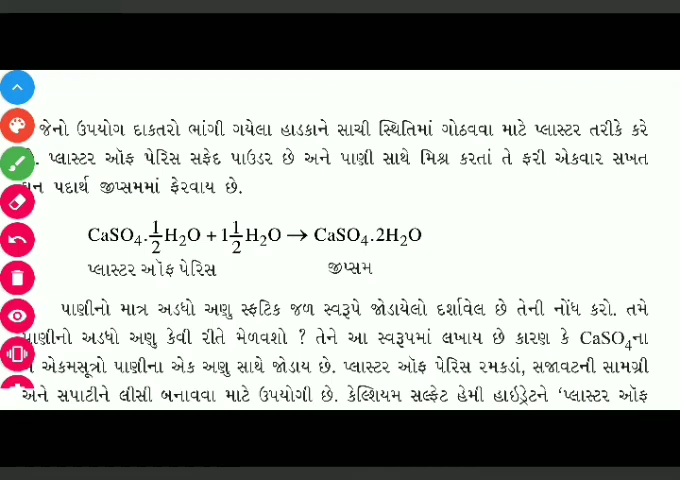 જેનો ઉપયોગ દાકતરો ભાંગી ગયેલા હાડકાને સાચી સ્થિતિમાં ગોઠવવા માટે પ્લાસ્ટર તરીકે કરે
પ્લાસ્ટર ઑફ પેરિસ સફેદ પાઉડર છે અને પાણી સાથે મિશ્ર કરતાં તે ફરી એકવાર સખત
પદાર્થ જીપ્સમમાં ફેરવાય છે.
CaSO₄.½H₂O + 1½H₂O → CaSO₄.2H₂O
પ્લાસ્ટર ઑફ પેરિસ જીપ્સમ
પાણીનો માત્ર અડધો અણુ સ્ફટિક જળ સ્વરૂપે જોડાયેલો દર્શાવેલ છે તેની નોંધ કરો. તમે
પાણીનો અડધો અણુ કેવી રીતે મેળવશો ? તેને આ સ્વરૂપમાં લખાય છે કારણ કે CaSO₄ના
એકમસૂત્રો પાણીના એક અણુ સાથે જોડાય છે. પ્લાસ્ટર ઑફ પેરિસ રમકડાં, સજાવટની સામગ્રી
અને સપાટીને લીસી બનાવવા માટે ઉપયોગી છે. કેલ્શિયમ સલ્ફેટ હેમી હાઇડ્રેટને ‘પ્લાસ્ટર ઑફ